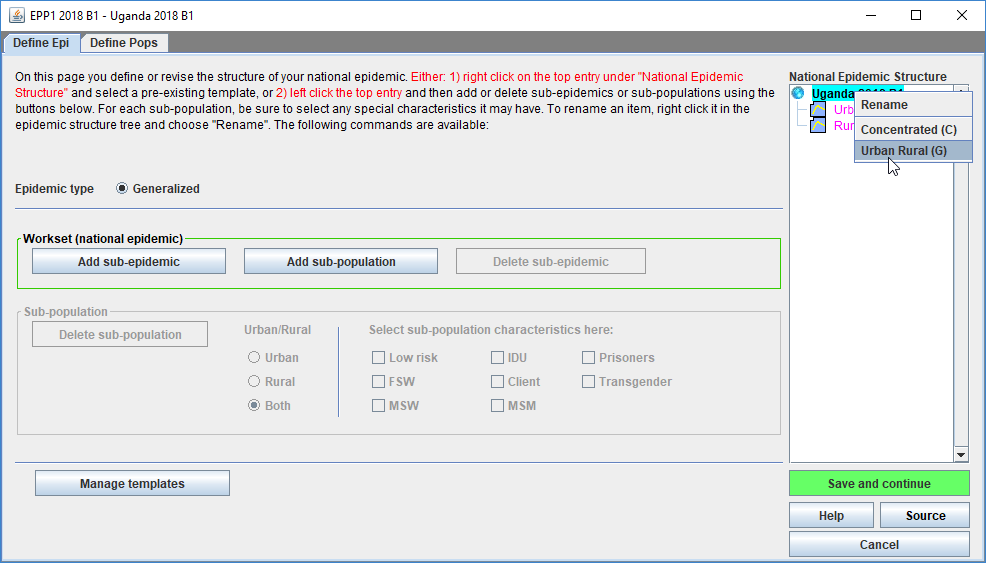 EPP1 2018 B1 - Uganda 2018 B1
Define Epi
Define Pops
On this page you define or revise the structure of your national epidemic. Either: 1) right click on the top entry under "National Epidemic
Structure" and select a pre-existing template, or 2) left click the top entry and then add or delete sub-epidemics or sub-populations using the
buttons below. For each sub-population, be sure to select any special characteristics it may have. To rename an item, right click it in the
epidemic structure tree and choose "Rename". The following commands are available:
Epidemic type
Generalized
Workset (national epidemic)
Add sub-epidemic
Add sub-population
Delete sub-epidemic
Sub-population
Delete sub-population
Urban/Rural
Urban
Rural
Both
Select sub-population characteristics here:
Low risk
IDU
Prisoners
FSW
Client
Transgender
MSW
MSM
Manage templates
National Epidemic Structure
Uganda 2018 B1
Urb
Rur
Rename
Concentrated (C)
Urban Rural (G)
Save and continue
Help
Source
Cancel